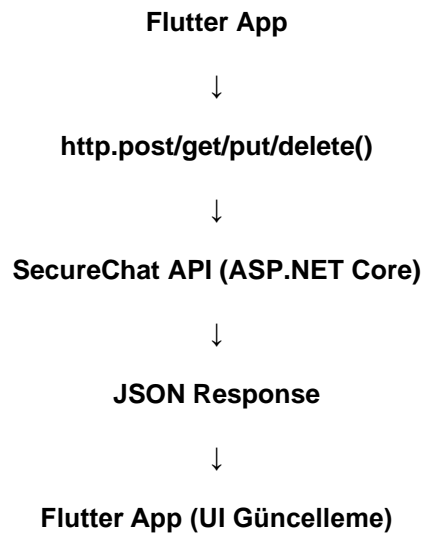 Flutter App
↓
http.post/get/put/delete()
↓
SecureChat API (ASP.NET Core)
↓
JSON Response
↓
Flutter App (UI Güncelleme)